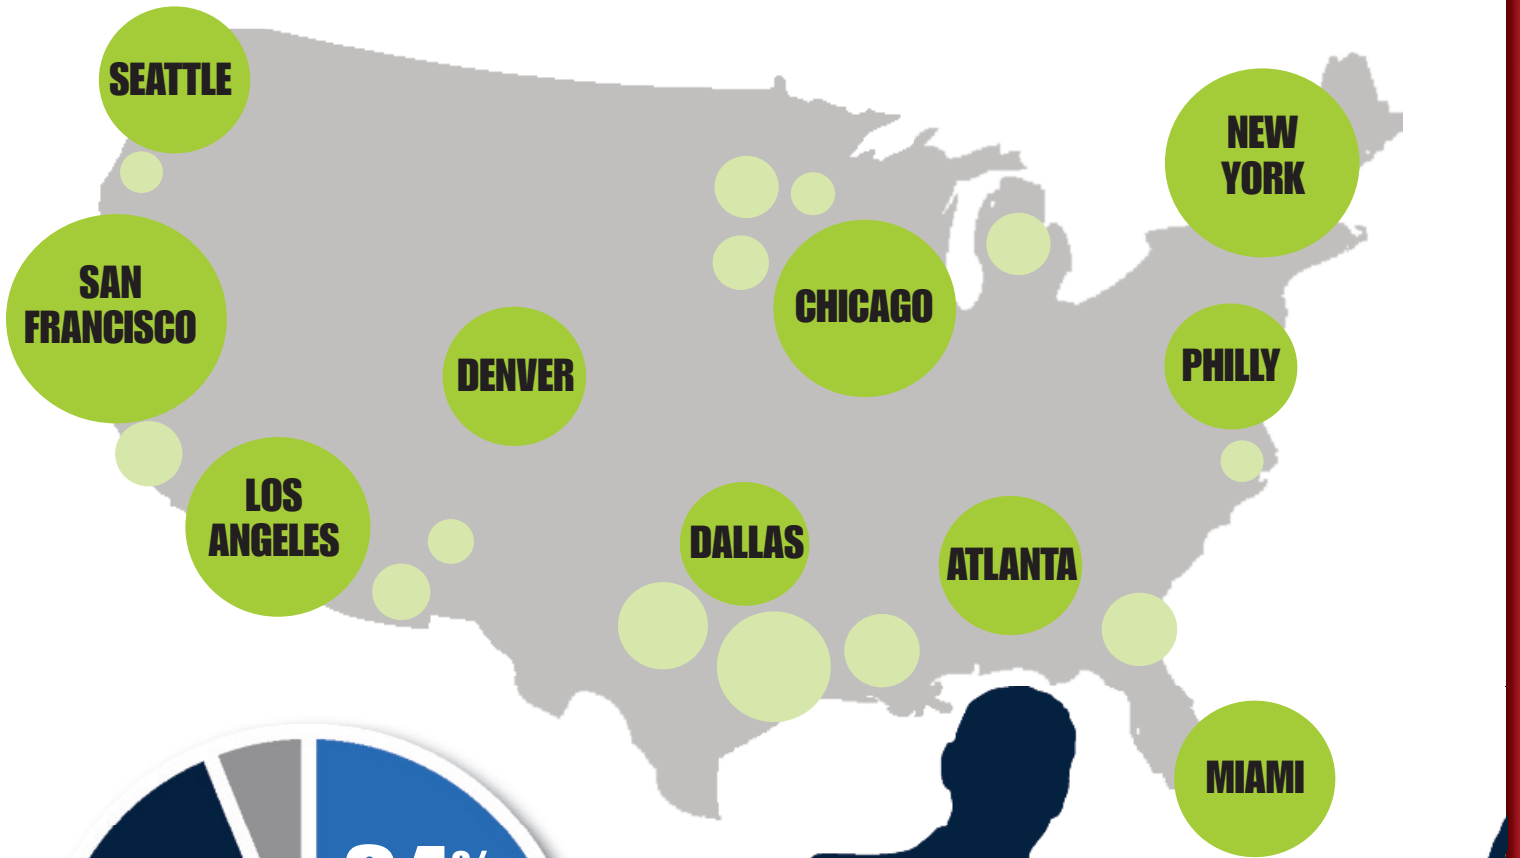 SEATTLE
NEW
YORK
SAN
FRANCISCO
CHICAGO
DENVER
PHILLY
LOS
ANGELES
DALLAS
ATLANTA
MIAMI